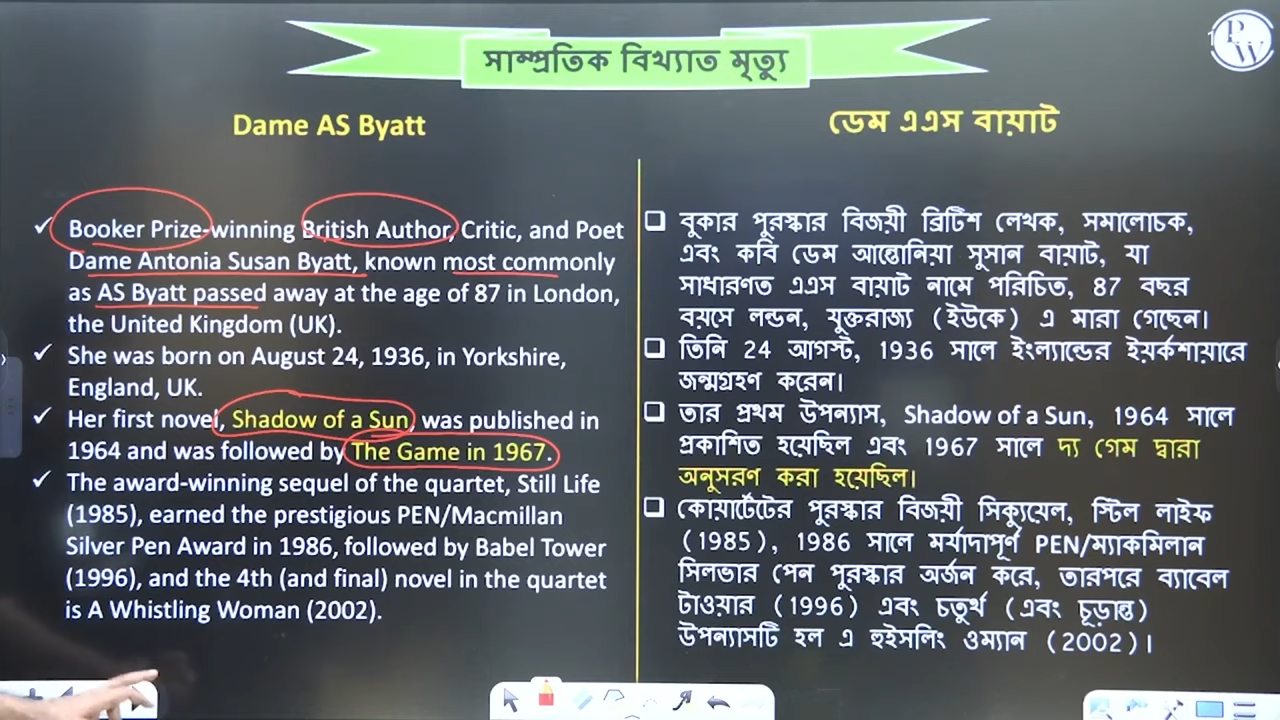 সাম্প্রতিক বিখ্যাত মৃত্যু
PW
Dame AS Byatt
✓ Booker Prize-winning British Author, Critic, and Poet
Dame Antonia Susan Byatt, known most commonly
as AS Byatt passed away at the age of 87 in London,
the United Kingdom (UK).
✓ She was born on August 24, 1936, in Yorkshire,
England, UK.
✓ Her first novel, Shadow of a Sun, was published in
1964 and was followed by The Game in 1967.
✓ The award-winning sequel of the quartet, Still Life
(1985), earned the prestigious PEN/Macmillan
Silver Pen Award in 1986, followed by Babel Tower
(1996), and the 4th (and final) novel in the quartet
is A Whistling Woman (2002).
ডেম এএস বায়াট
❑ বুকার পুরস্কার বিজয়ী ব্রিটিশ লেখক, সমালোচক,
এবং কবি ডেম আন্তোনিয়া সুসান বায়াট, যা
সাধারণত এএস বায়াট নামে পরিচিত, 87 বছর
বয়সে লন্ডন, যুক্তরাজ্য (ইউকে) এ মারা গেছেন।
❑ তিনি 24 আগস্ট, 1936 সালে ইংল্যান্ডের ইয়র্কশায়ারে
জন্মগ্রহণ করেন।
❑ তার প্রথম উপন্যাস, Shadow of a Sun, 1964 সালে
প্রকাশিত হয়েছিল এবং 1967 সালে দ্য গেম দ্বারা
অনুসরণ করা হয়েছিল।
❑ কোয়ার্টেটের পুরস্কার বিজয়ী সিক্যুয়েল, স্টিল লাইফ
(1985), 1986 সালে মর্যাদাপূর্ণ PEN/ম্যাকমিলান
সিলভার পেন পুরস্কার অর্জন করে, তারপরে ব্যাবেল
টাওয়ার (1996) এবং চতুর্থ (এবং চূড়ান্ত)
উপন্যাসটি হল এ হুইসলিং ওম্যান (2002)।